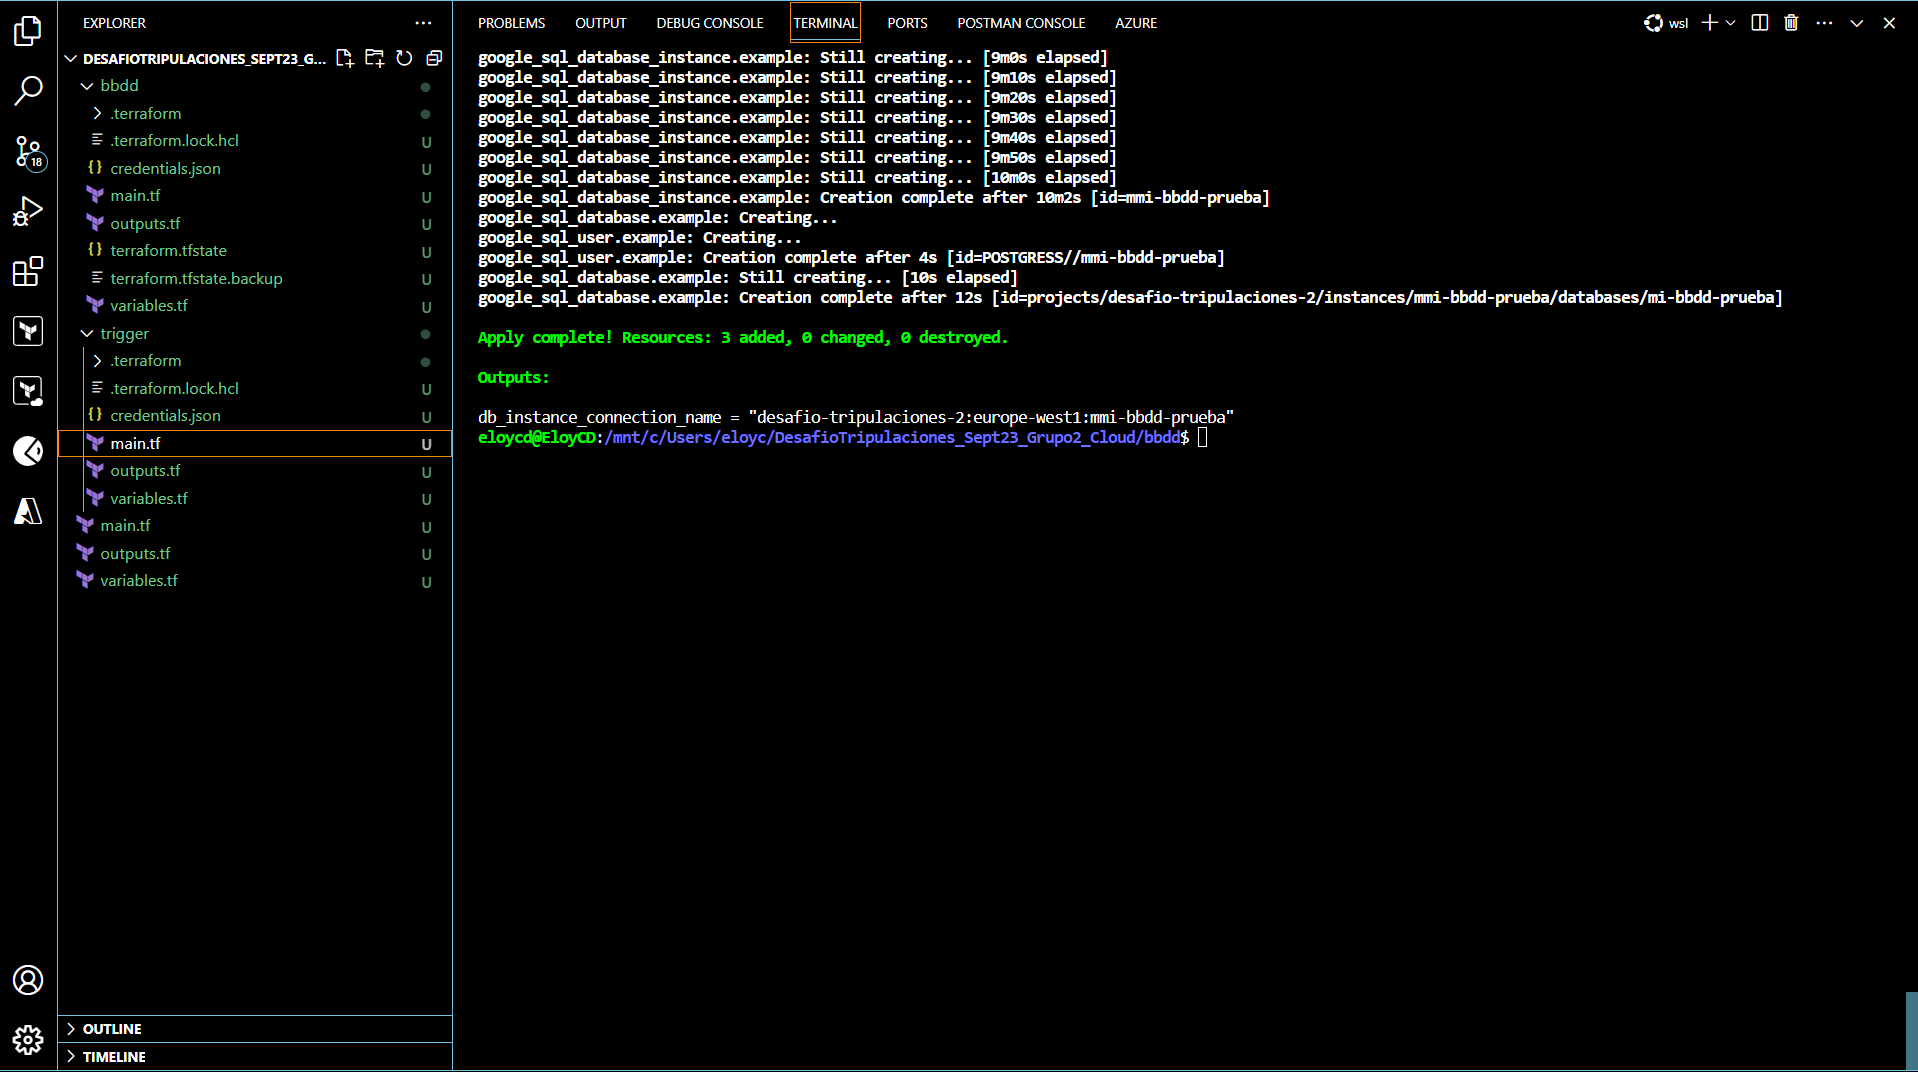 EXPLORER
DESAFIOTRIPULACIONES_SEPT23_G...
bbdd
.terraform
.terraform.lock.hcl U
credentials.json U
main.tf U
outputs.tf U
terraform.tfstate U
terraform.tfstate.backup U
variables.tf U
trigger
.terraform
.terraform.lock.hcl U
credentials.json U
main.tf U
outputs.tf U
variables.tf U
main.tf U
outputs.tf U
variables.tf U
OUTLINE
TIMELINE
18
PROBLEMS OUTPUT DEBUG CONSOLE TERMINAL PORTS POSTMAN CONSOLE AZURE wsl
google_sql_database_instance.example: Still creating... [9m0s elapsed]
google_sql_database_instance.example: Still creating... [9m10s elapsed]
google_sql_database_instance.example: Still creating... [9m20s elapsed]
google_sql_database_instance.example: Still creating... [9m30s elapsed]
google_sql_database_instance.example: Still creating... [9m40s elapsed]
google_sql_database_instance.example: Still creating... [9m50s elapsed]
google_sql_database_instance.example: Still creating... [10m0s elapsed]
google_sql_database_instance.example: Creation complete after 10m2s [id=mmi-bbdd-prueba]
google_sql_database.example: Creating...
google_sql_user.example: Creating...
google_sql_user.example: Creation complete after 4s [id=POSTGRESS//mmi-bbdd-prueba]
google_sql_database.example: Still creating... [10s elapsed]
google_sql_database.example: Creation complete after 12s [id=projects/desafio-tripulaciones-2/instances/mmi-bbdd-prueba/databases/mi-bbdd-prueba]
Apply complete! Resources: 3 added, 0 changed, 0 destroyed.
Outputs:
db_instance_connection_name = "desafio-tripulaciones-2:europe-west1:mmi-bbdd-prueba"
eloycd@EloyCD:/mnt/c/Users/eloyc/DesafioTripulaciones_Sept23_Grupo2_Cloud/bbdd$